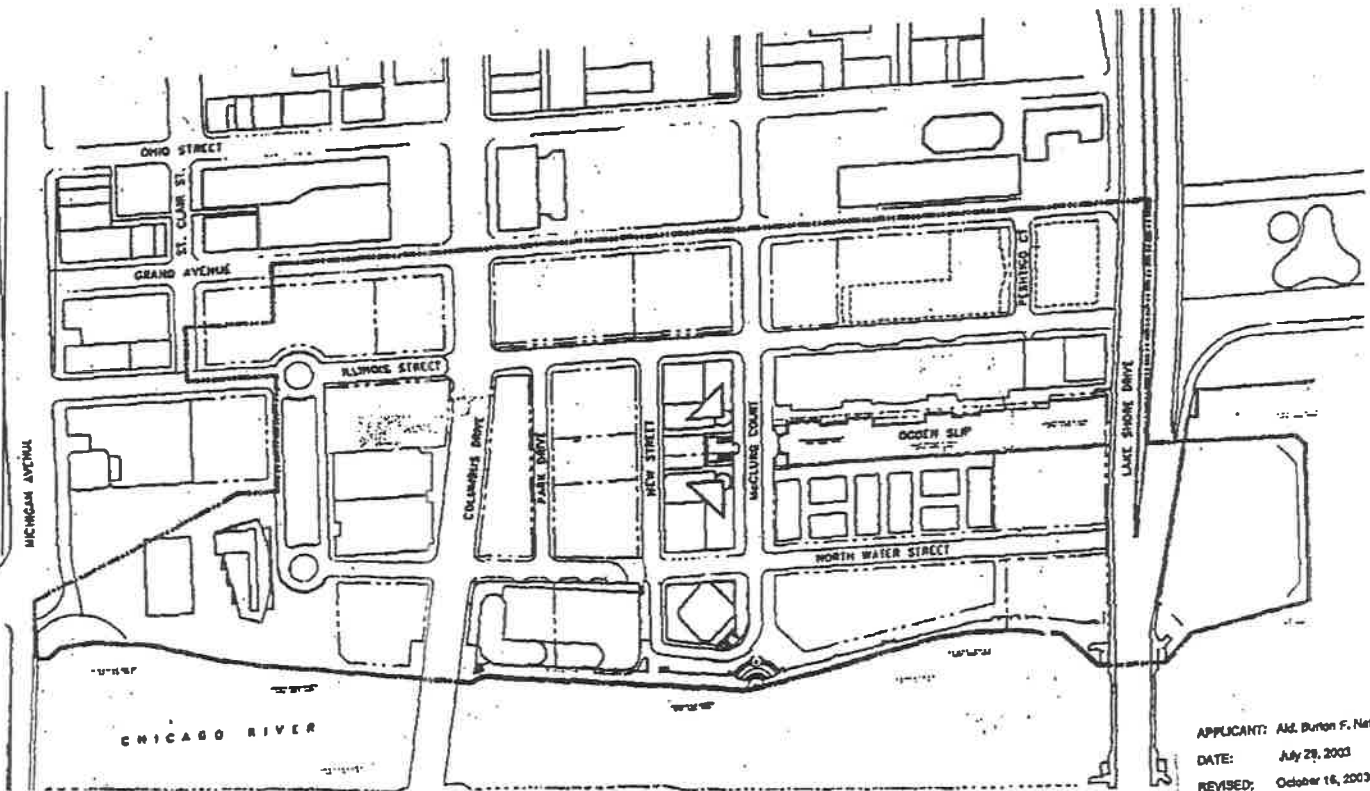 OHIO STREET
ST. CLAIR ST.
GRAND AVENUE
PESHTIGO CT
ILLINOIS STREET
MICHIGAN AVENUE
COLUMBUS DRIVE
PARK DRIVE
NEW STREET
McCLURG COURT
OGDEN SLIP
LAKE SHORE DRIVE
NORTH WATER STREET
CHICAGO RIVER
APPLICANT: Ald. Burton F. Nat
DATE: July 29, 2003
REVISED: October 16, 2003